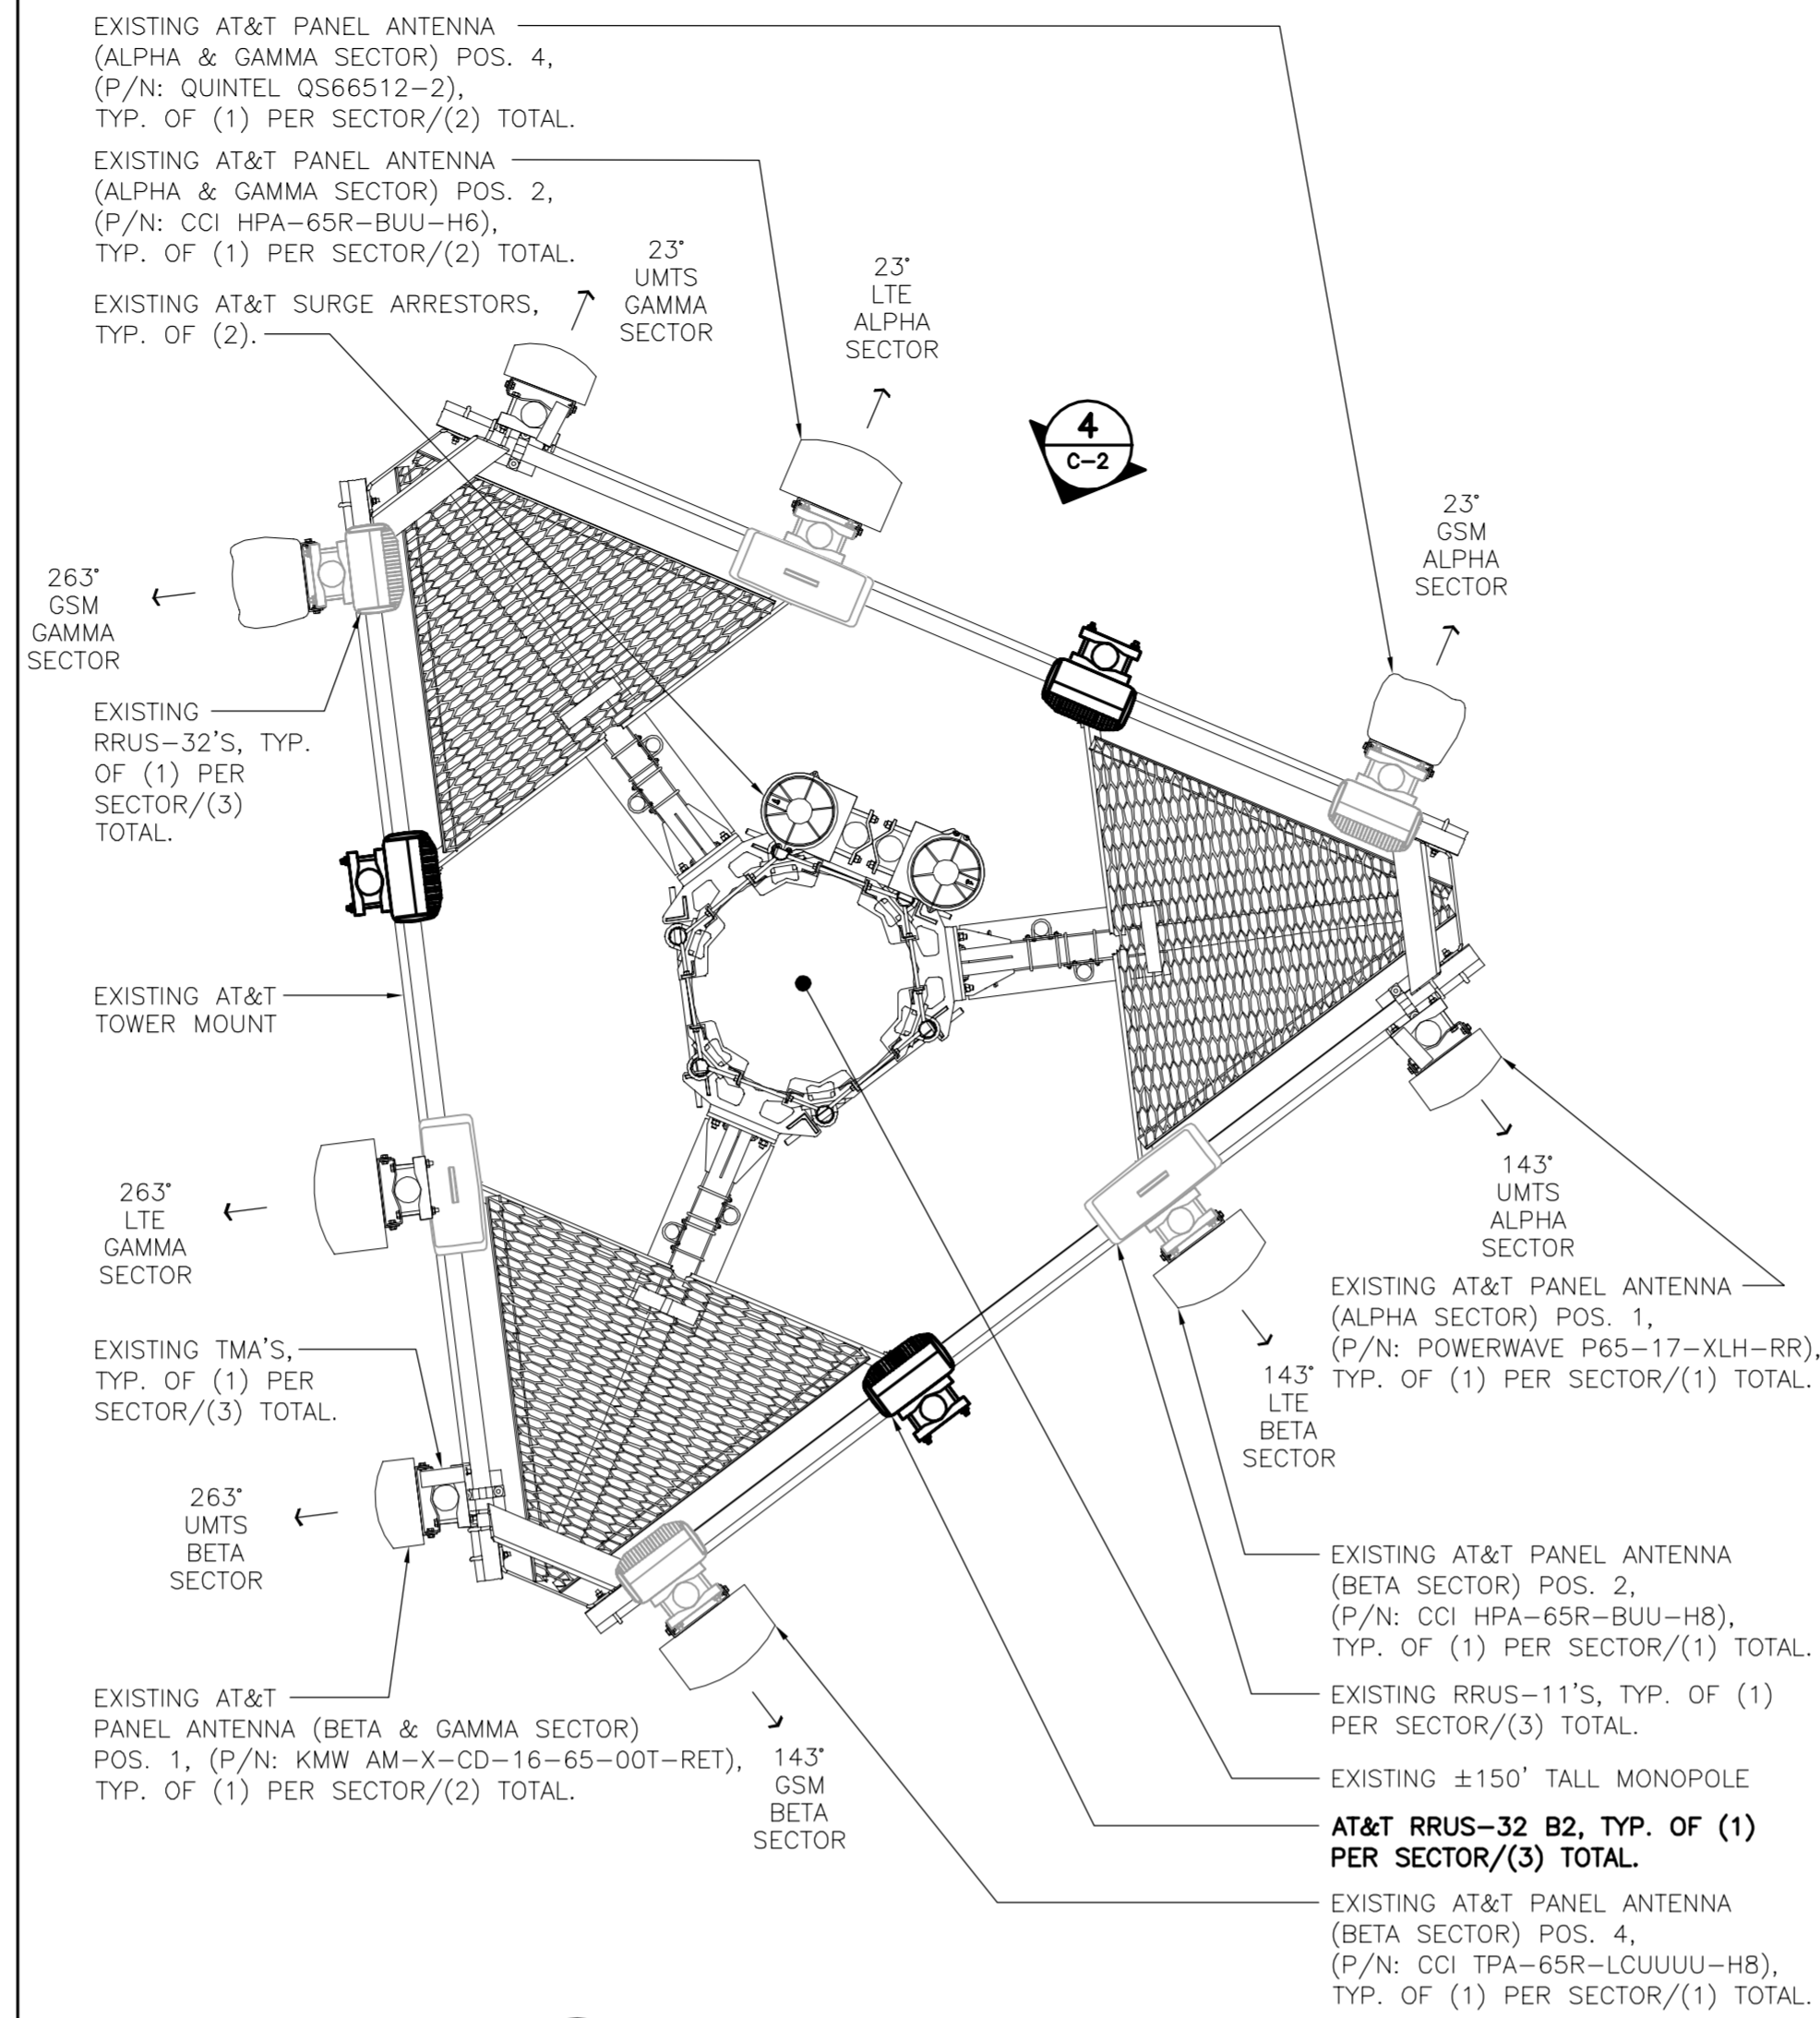 EXISTING AT&T PANEL ANTENNA
(ALPHA & GAMMA SECTOR) POS. 4,
(P/N: QUINTEL QS66512-2),
TYP. OF (1) PER SECTOR/(2) TOTAL.
EXISTING AT&T PANEL ANTENNA
(ALPHA & GAMMA SECTOR) POS. 2,
(P/N: CCI HPA-65R-BUU-H6),
TYP. OF (1) PER SECTOR/(2) TOTAL.
EXISTING AT&T SURGE ARRESTORS,
TYP. OF (2).
23°
UMTS
GAMMA
SECTOR
23°
LTE
ALPHA
SECTOR
4
C-2
23°
GSM
ALPHA
SECTOR
263°
GSM
GAMMA
SECTOR
EXISTING
RRUS-32'S, TYP.
OF (1) PER
SECTOR/(3)
TOTAL.
4
4
EXISTING AT&T
TOWER MOUNT
263°
LTE
GAMMA
SECTOR
143°
UMTS
ALPHA
SECTOR
EXISTING AT&T PANEL ANTENNA
(ALPHA SECTOR) POS. 1,
(P/N: POWERWAVE P65-17-XLH-RR),
TYP. OF (1) PER SECTOR/(1) TOTAL.
143°
LTE
BETA
SECTOR
EXISTING TMA'S,
TYP. OF (1) PER
SECTOR/(3) TOTAL.
263°
UMTS
BETA
SECTOR
EXISTING AT&T PANEL ANTENNA
(BETA SECTOR) POS. 2,
(P/N: CCI HPA-65R-BUU-H8),
TYP. OF (1) PER SECTOR/(1) TOTAL.
EXISTING AT&T
PANEL ANTENNA (BETA & GAMMA SECTOR)
POS. 1, (P/N: KMW AM-X-CD-16-65-00T-RET),
TYP. OF (1) PER SECTOR/(2) TOTAL.
143°
GSM
BETA
SECTOR
EXISTING RRUS-11'S, TYP. OF (1)
PER SECTOR/(3) TOTAL.
EXISTING ±150' TALL MONOPOLE
AT&T RRUS-32 B2, TYP. OF (1)
PER SECTOR/(3) TOTAL.
EXISTING AT&T PANEL ANTENNA
(BETA SECTOR) POS. 4,
(P/N: CCI TPA-65R-LCUUUU-H8),
TYP. OF (1) PER SECTOR/(1) TOTAL.